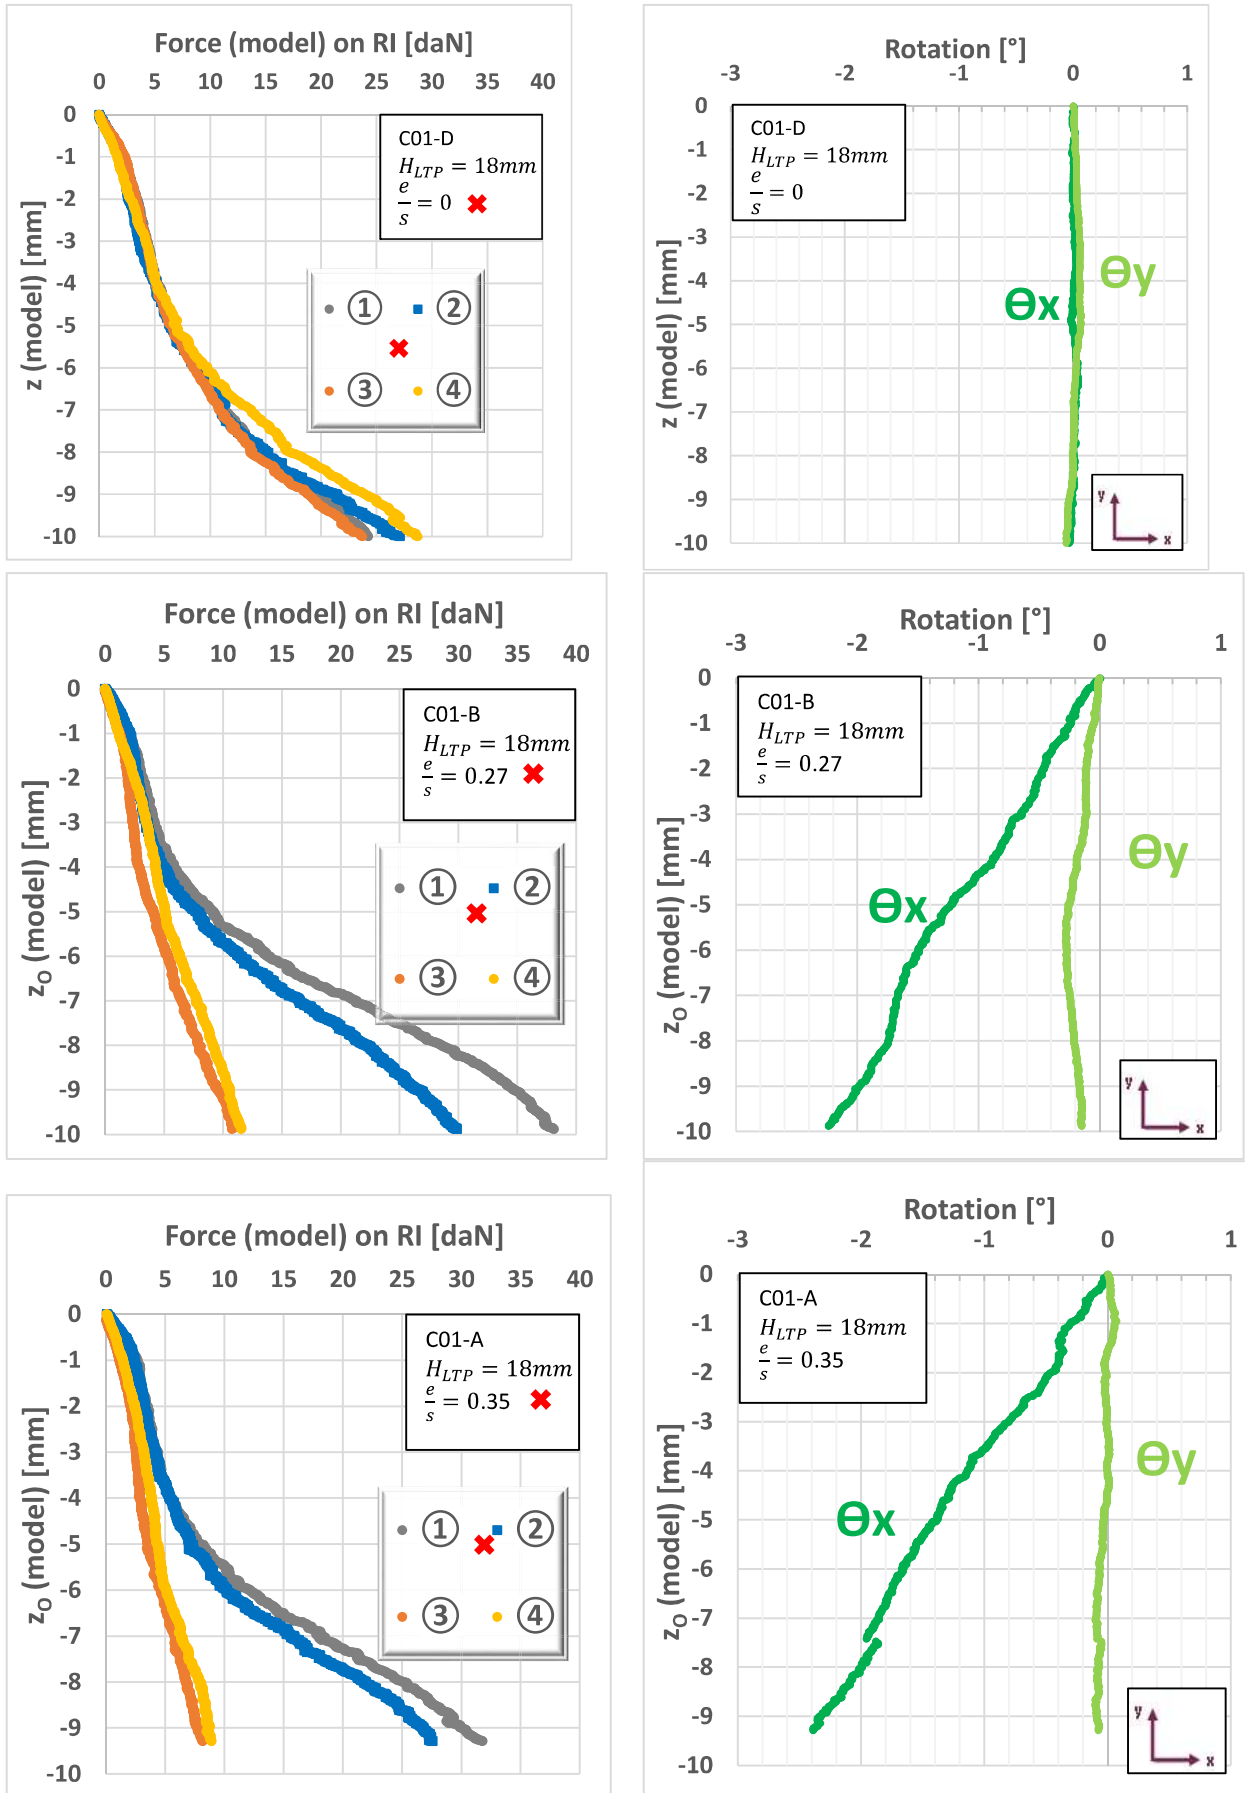 Force (model) on RI [daN]
0 5 10 15 20 25 30 35 40
z (model) [mm]
0
-1
-2
-3
-4
-5
-6
-7
-8
-9
-10
C01-D
H_LTP = 18mm
e/s = 0
① ②
③ ④
Rotation [°]
-3 -2 -1 0 1
z (model) [mm]
0
-1
-2
-3
-4
-5
-6
-7
-8
-9
-10
C01-D
H_LTP = 18mm
e/s = 0
Θx Θy
y
x
Force (model) on RI [daN]
0 5 10 15 20 25 30 35 40
z_O (model) [mm]
0
-1
-2
-3
-4
-5
-6
-7
-8
-9
-10
C01-B
H_LTP = 18mm
e/s = 0.27
① ②
③ ④
Rotation [°]
-3 -2 -1 0 1
z_O (model) [mm]
0
-1
-2
-3
-4
-5
-6
-7
-8
-9
-10
C01-B
H_LTP = 18mm
e/s = 0.27
Θx Θy
y
x
Force (model) on RI [daN]
0 5 10 15 20 25 30 35 40
z_O (model) [mm]
0
-1
-2
-3
-4
-5
-6
-7
-8
-9
-10
C01-A
H_LTP = 18mm
e/s = 0.35
① ②
③ ④
Rotation [°]
-3 -2 -1 0 1
z_O (model) [mm]
0
-1
-2
-3
-4
-5
-6
-7
-8
-9
-10
C01-A
H_LTP = 18mm
e/s = 0.35
Θx Θy
y
x